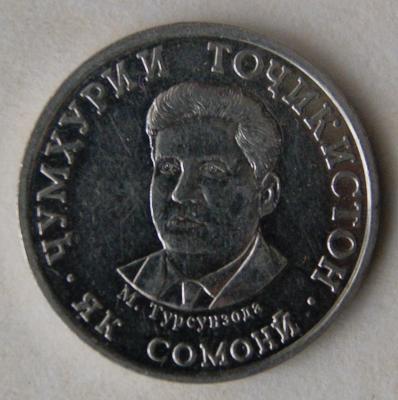 ҶУМҲУРИИ ТОҶИКИСТОН
М. Турсунзода
· ЯК СОМОНӢ ·